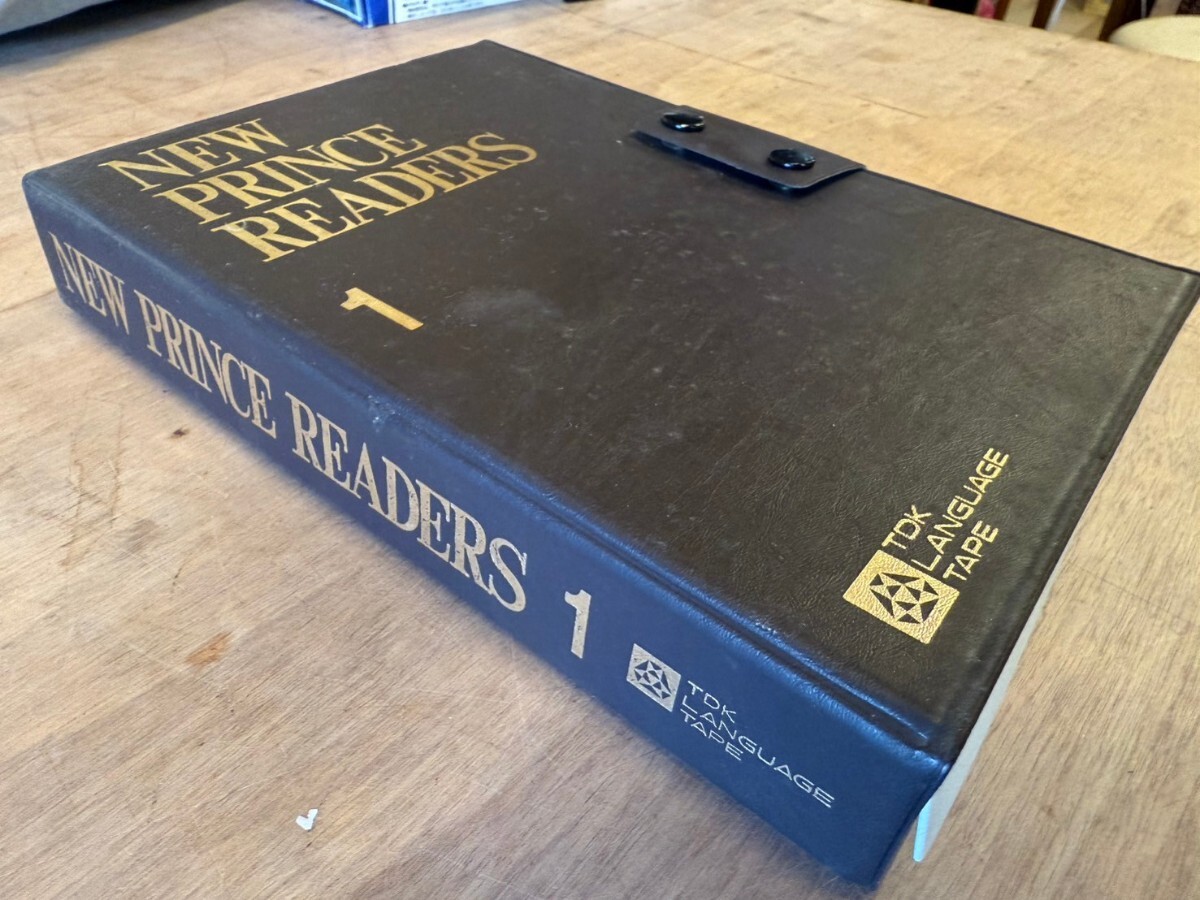 NEW
PRINCE
READERS
1
TDK
LANGUAGE
TAPE
NEW PRINCE READERS 1
TDK
LANGUAGE
TAPE